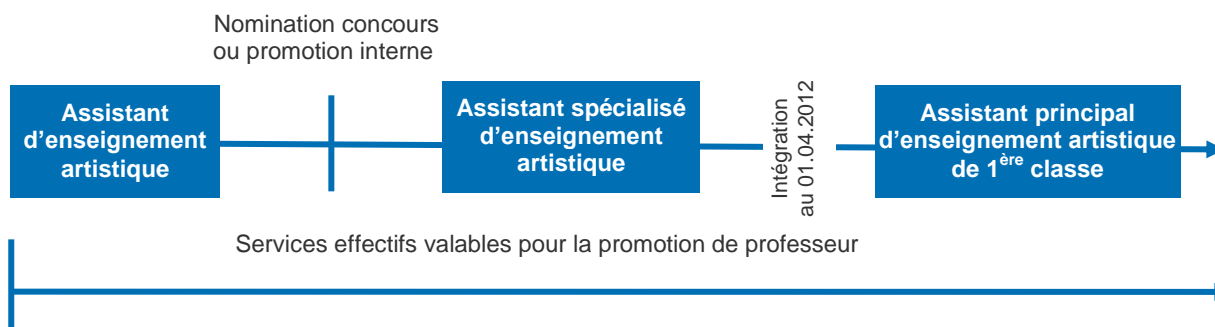 Nomination concours
ou promotion interne
Assistant
d’enseignement
artistique
Assistant spécialisé
d’enseignement
artistique
Intégration
au 01.04.2012
Assistant principal
d’enseignement artistique
de 1ère classe
Services effectifs valables pour la promotion de professeur